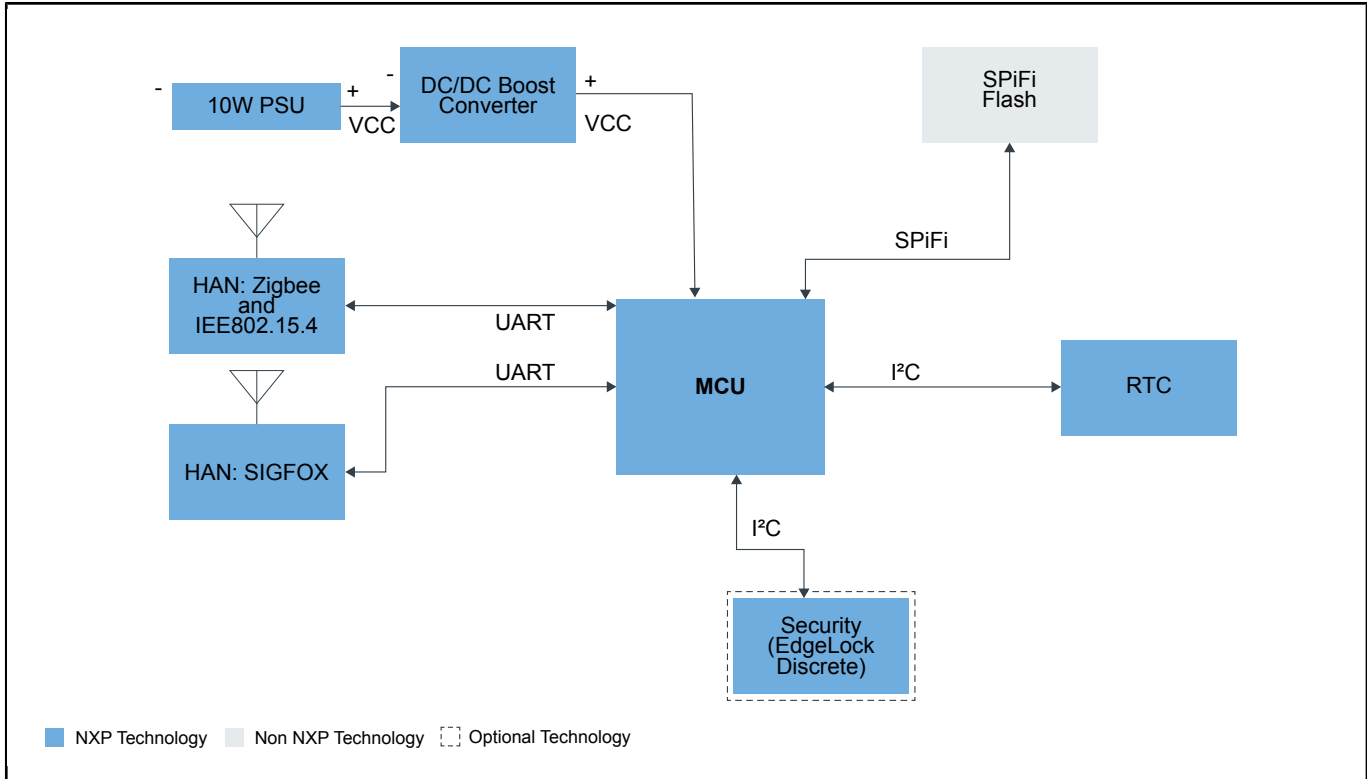 -
10W PSU
+
VCC
-
DC/DC Boost
Converter
+
VCC
SPiFi
Flash
SPiFi
HAN: Zigbee
and
IEE802.15.4
UART
UART
HAN: SIGFOX
MCU
I²C
RTC
I²C
Security
(EdgeLock
Discrete)
NXP Technology
Non NXP Technology
Optional Technology